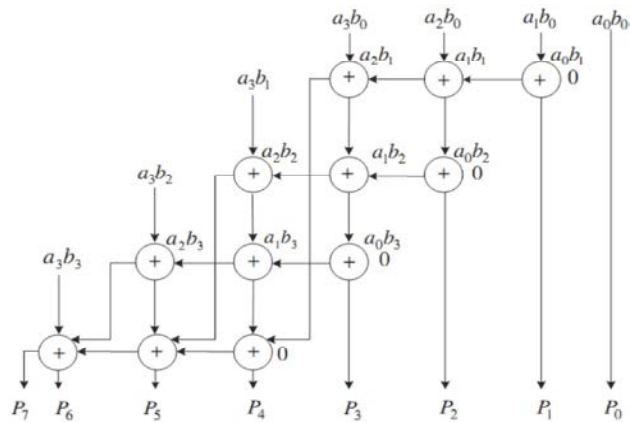 a₃b₀ a₂b₀ a₁b₀ a₀b₀
+ a₂b₁ + a₁b₁ + a₀b₁ 0
a₃b₁
+ a₂b₂ + a₁b₂ + a₀b₂ 0
a₃b₂
+ a₂b₃ + a₁b₃ + a₀b₃ 0
a₃b₃
+ + + 0
P₇ P₆ P₅ P₄ P₃ P₂ P₁ P₀